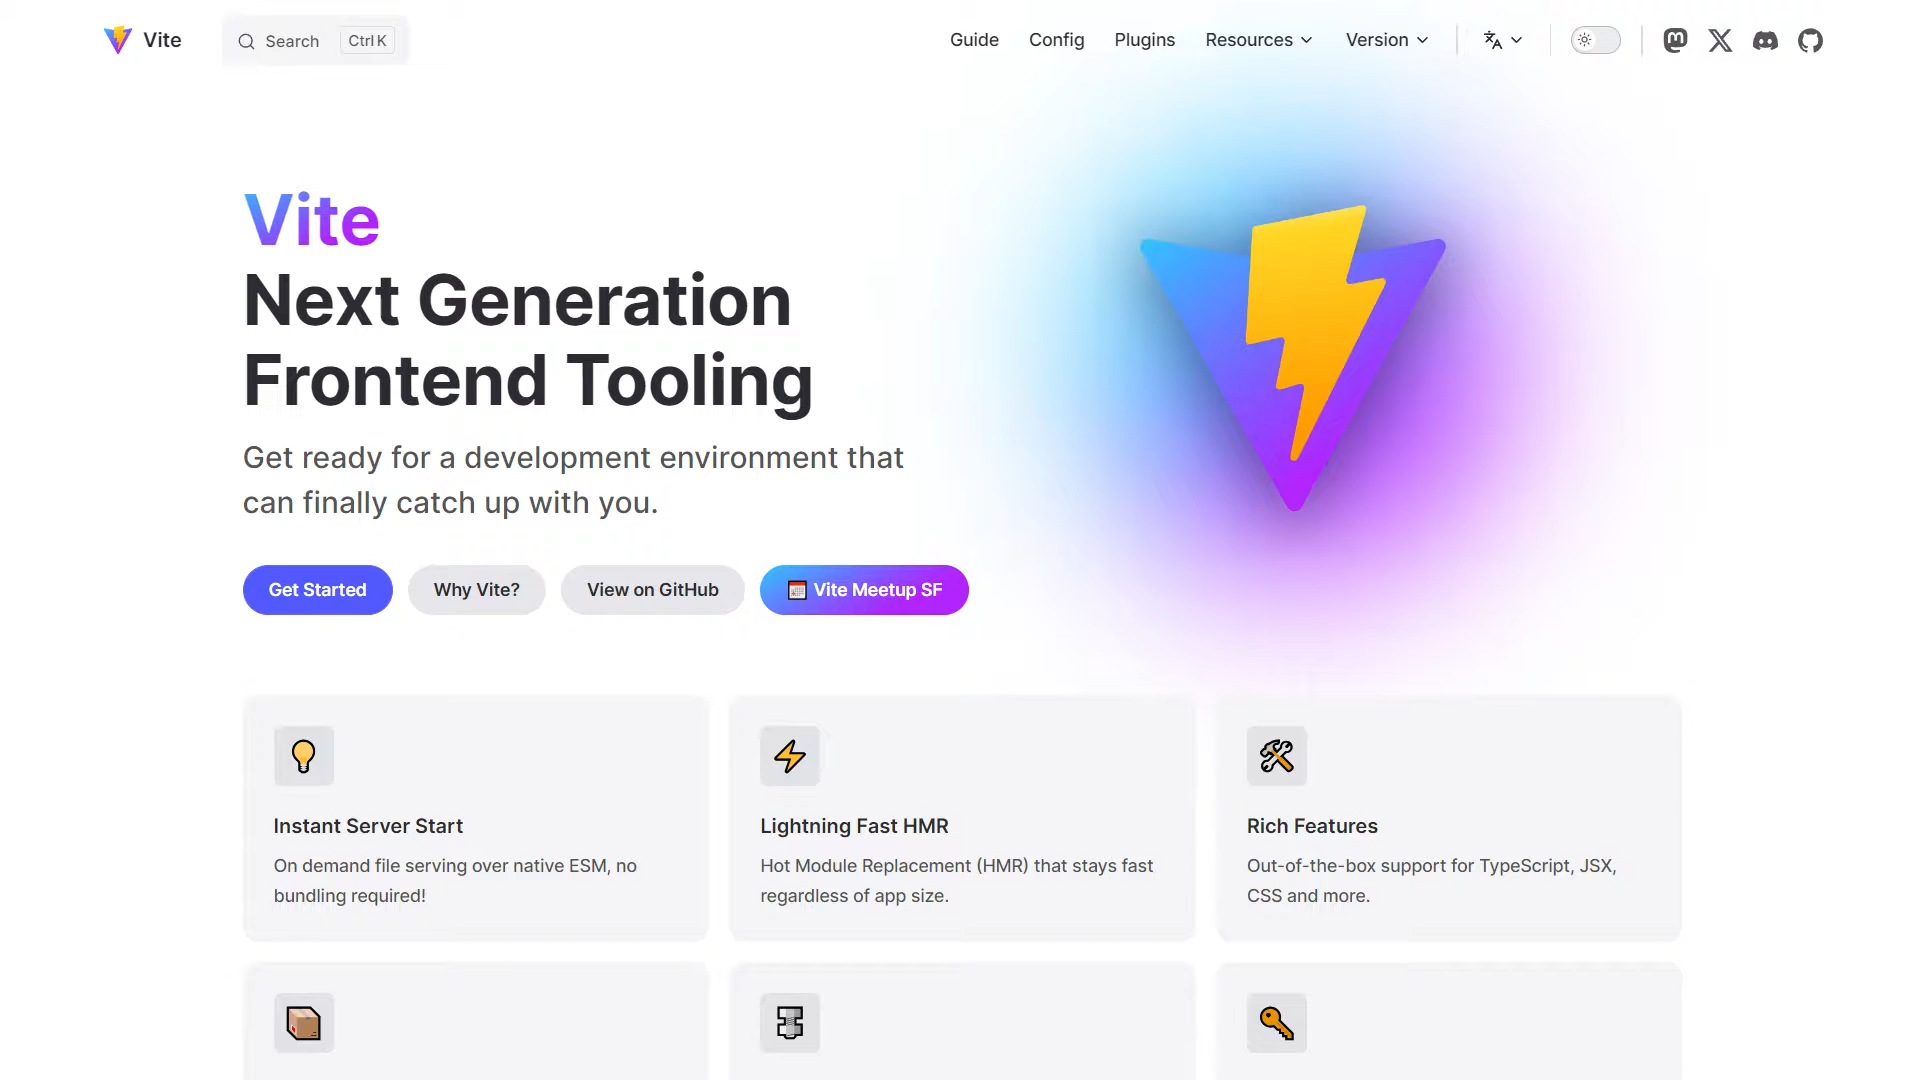 Vite
Search Ctrl K
Guide Config Plugins Resources Version
Vite
Next Generation
Frontend Tooling
Get ready for a development environment that
can finally catch up with you.
Get Started Why Vite? View on GitHub Vite Meetup SF
Instant Server Start
On demand file serving over native ESM, no
bundling required!
Lightning Fast HMR
Hot Module Replacement (HMR) that stays fast
regardless of app size.
Rich Features
Out-of-the-box support for TypeScript, JSX,
CSS and more.